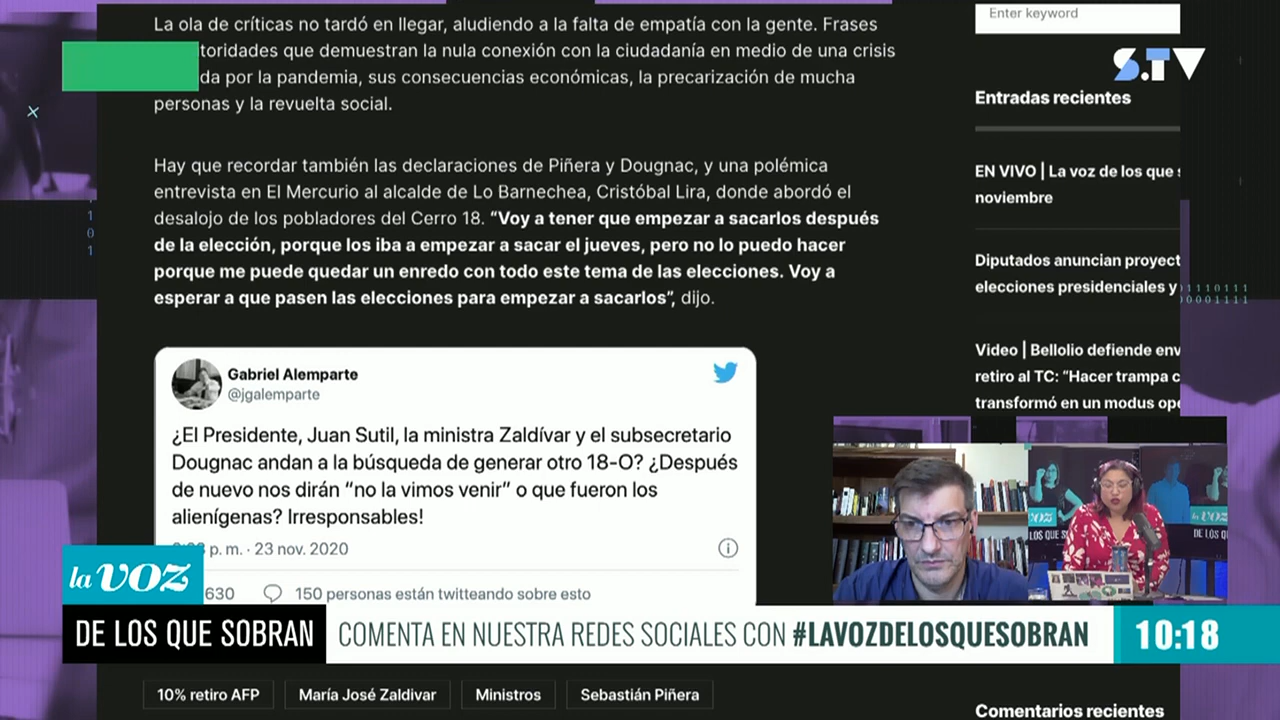 La ola de críticas no tardó en llegar, aludiendo a la falta de empatía con la gente. Frases
toridades que demuestran la nula conexión con la ciudadanía en medio de una crisis
da por la pandemia, sus consecuencias económicas, la precarización de mucha
personas y la revuelta social.
Hay que recordar también las declaraciones de Piñera y Dougnac, y una polémica
entrevista en El Mercurio al alcalde de Lo Barnechea, Cristóbal Lira, donde abordó el
desalojo de los pobladores del Cerro 18. “Voy a tener que empezar a sacarlos después
de la elección, porque los iba a empezar a sacar el jueves, pero no lo puedo hacer
porque me puede quedar un enredo con todo este tema de las elecciones. Voy a
esperar a que pasen las elecciones para empezar a sacarlos”, dijo.
Gabriel Alemparte
@jgalemparte
¿El Presidente, Juan Sutil, la ministra Zaldívar y el subsecretario
Dougnac andan a la búsqueda de generar otro 18-O? ¿Después
de nuevo nos dirán “no la vimos venir” o que fueron los
alienígenas? Irresponsables!
p. m. · 23 nov. 2020
630 150 personas están twitteando sobre esto
10% retiro AFP
María José Zaldivar
Ministros
Sebastián Piñera
Enter keyword
S.TV
Entradas recientes
EN VIVO | La voz de los que
noviembre
Diputados anuncian proyect
elecciones presidenciales y
Video | Bellolio defiende env
retiro al TC: “Hacer trampa c
transformó en un modus ope
Comentarios recientes
la voz
DE LOS QUE SOBRAN
COMENTA EN NUESTRA REDES SOCIALES CON #LAVOZDELOSQUESOBRAN
10:18